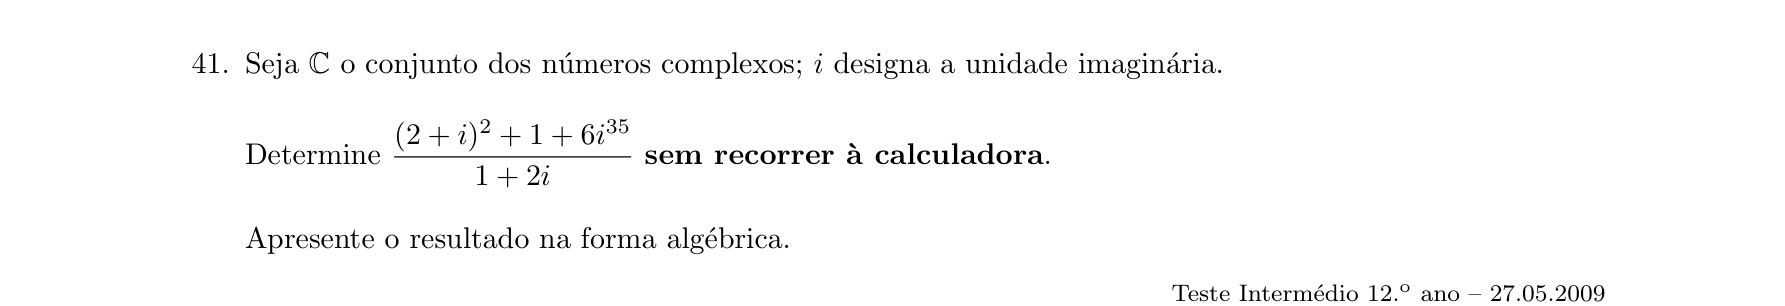 41. Seja ℂ o conjunto dos números complexos; i designa a unidade imaginária.
Determine \frac{(2 + i)^2 + 1 + 6i^{35}}{1 + 2i} sem recorrer à calculadora.
Apresente o resultado na forma algébrica.
Teste Intermédio 12.º ano – 27.05.2009